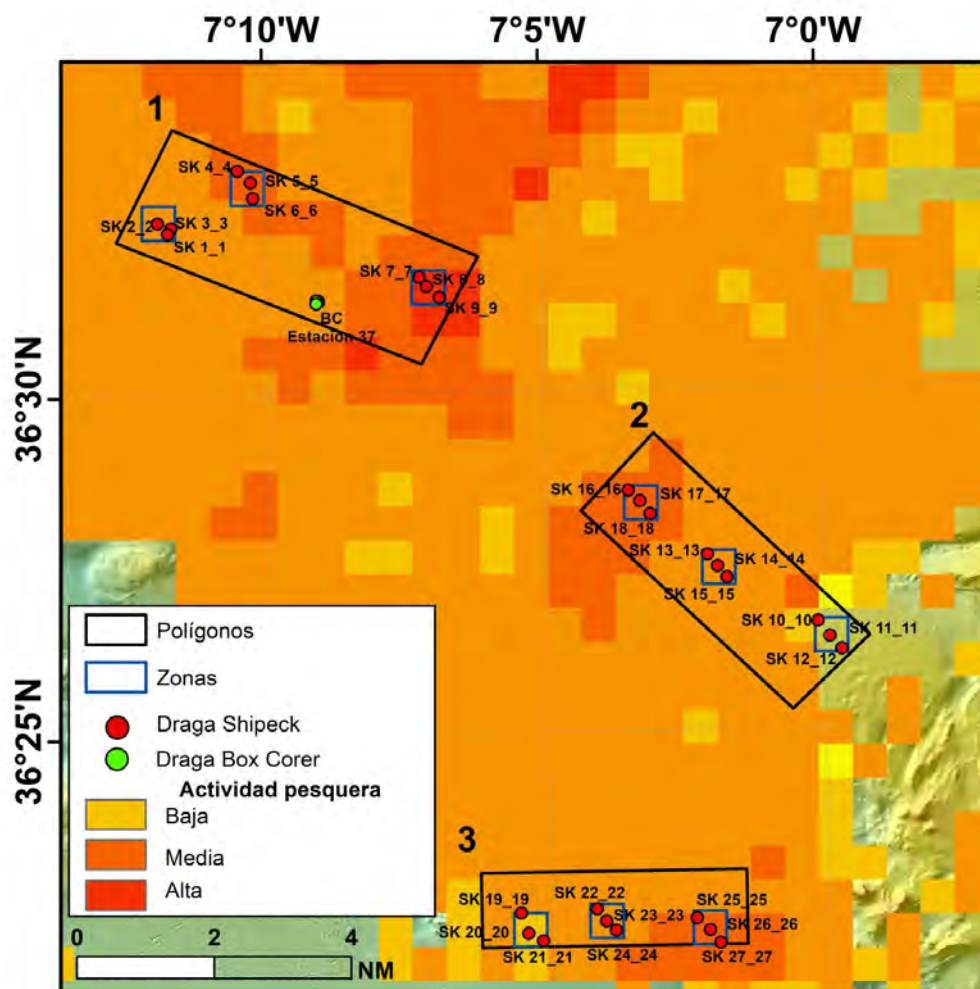 7°10'W 7°5'W 7°0'W
1
SK 4_4 SK 5_5
SK 6_6
SK 2_2 SK 3_3
SK 1_1
SK 7_7 SK 8_8
SK 9_9
BC
Estación 37
36°30'N
2
SK 16_16 SK 17_17
SK 18_18
SK 13_13 SK 14_14
SK 15_15
SK 10_10 SK 11_11
SK 12_12
Polígonos
Zonas
Draga Shipeck
Draga Box Corer
Actividad pesquera
Baja
Media
Alta
36°25'N
3
SK 19_19 SK 22_22 SK 25_25
SK 20_20 SK 23_23 SK 26_26
SK 21_21 SK 24_24 SK 27_27
0 2 4
NM